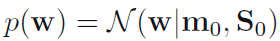 p(w) = 𝒩(w|m₀, S₀)